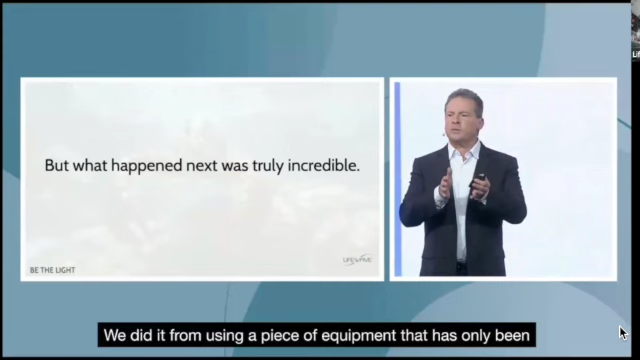 But what happened next was truly incredible.
LIFEWAVE
BE THE LIGHT
We did it from using a piece of equipment that has only been